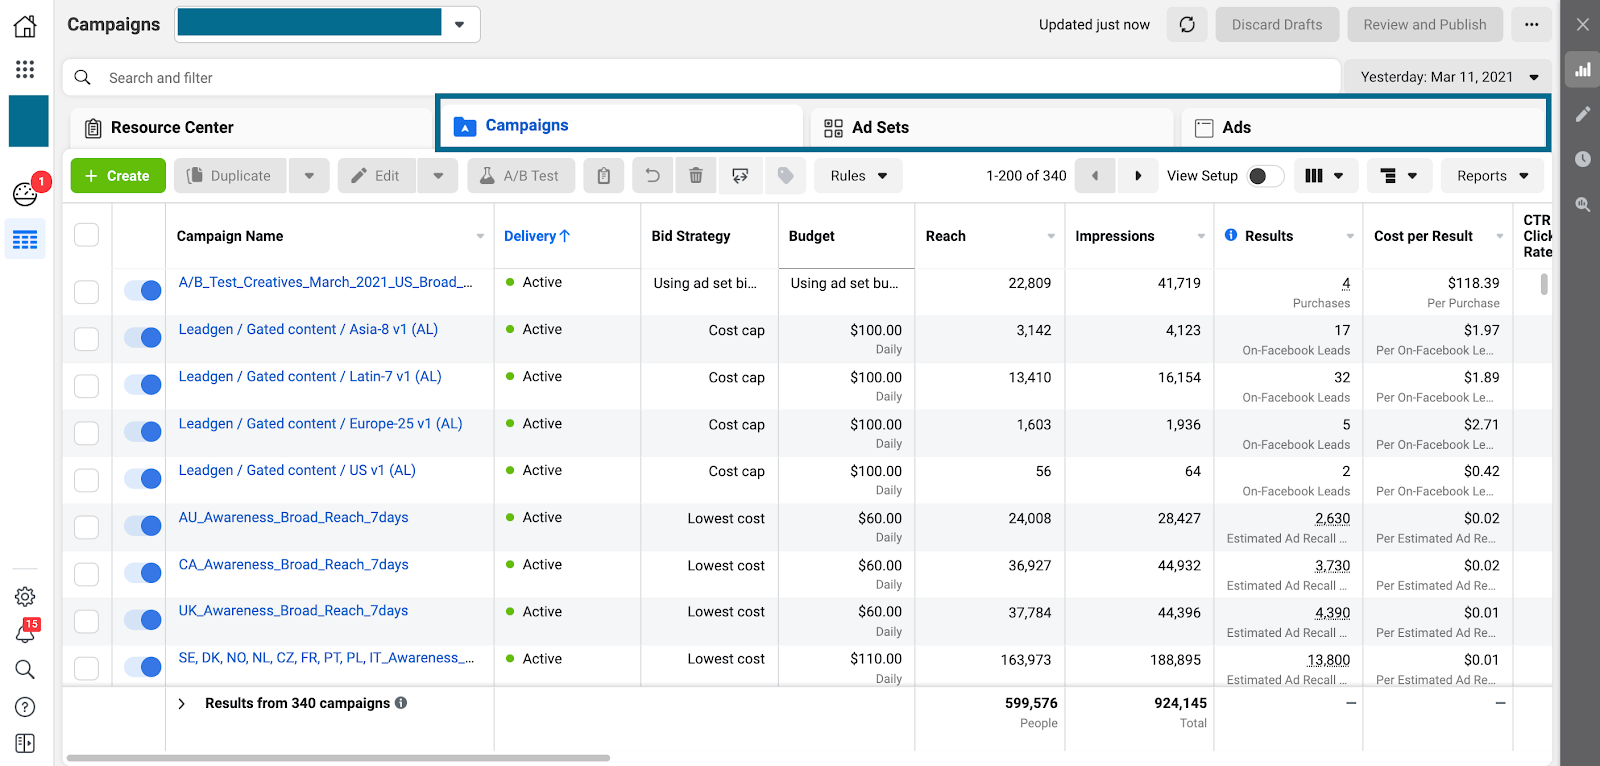 Campaigns
Updated just now
Discard Drafts
Review and Publish
Search and filter
Yesterday: Mar 11, 2021
Resource Center
Campaigns
Ad Sets
Ads
1
+ Create
Duplicate
Edit
A/B Test
Rules
1-200 of 340
View Setup
Reports
Campaign Name
Delivery↑
Bid Strategy
Budget
Reach
Impressions
Results
Cost per Result
CTR
Click
Rate
A/B_Test_Creatives_March_2021_US_Broad_... Active Using ad set bi... Using ad set bu... 22,809 41,719 4 $118.39
Purchases Per Purchase
Leadgen / Gated content / Asia-8 v1 (AL) Active Cost cap $100.00 3,142 4,123 17 $1.97
Daily On-Facebook Leads Per On-Facebook Le...
Leadgen / Gated content / Latin-7 v1 (AL) Active Cost cap $100.00 13,410 16,154 32 $1.89
Daily On-Facebook Leads Per On-Facebook Le...
Leadgen / Gated content / Europe-25 v1 (AL) Active Cost cap $100.00 1,603 1,936 5 $2.71
Daily On-Facebook Leads Per On-Facebook Le...
Leadgen / Gated content / US v1 (AL) Active Cost cap $100.00 56 64 2 $0.42
Daily On-Facebook Leads Per On-Facebook Le...
AU_Awareness_Broad_Reach_7days Active Lowest cost $60.00 24,008 28,427 2,630 $0.02
Daily Estimated Ad Recall ... Per Estimated Ad Re...
CA_Awareness_Broad_Reach_7days Active Lowest cost $60.00 36,927 44,932 3,730 $0.02
Daily Estimated Ad Recall ... Per Estimated Ad Re...
UK_Awareness_Broad_Reach_7days Active Lowest cost $60.00 37,784 44,396 4,390 $0.01
Daily Estimated Ad Recall ... Per Estimated Ad Re...
SE, DK, NO, NL, CZ, FR, PT, PL, IT_Awareness_... Active Lowest cost $110.00 163,973 188,895 13,800 $0.01
Daily Estimated Ad Recall ... Per Estimated Ad Re...
15
Results from 340 campaigns 599,576 924,145 — —
People Total